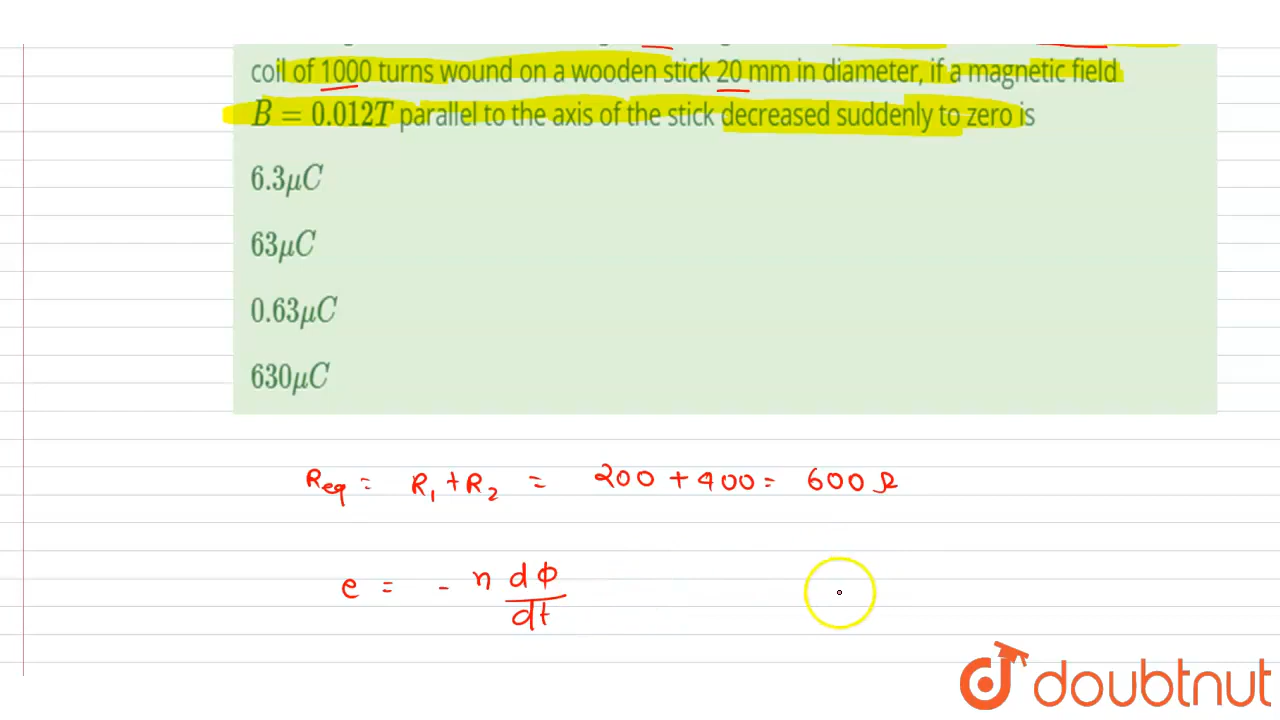 coil of 1000 turns wound on a wooden stick 20 mm in diameter, if a magnetic field
B = 0.012T parallel to the axis of the stick decreased suddenly to zero is
6.3μC
63μC
0.63μC
630μC
Req = R1 + R2 = 200 + 400 = 600 Ω
e = - n dφ/dt
doubtnut